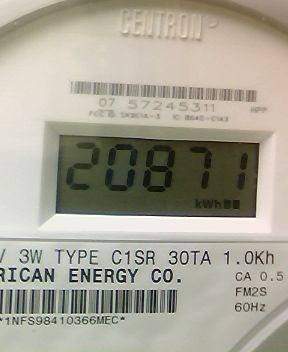 CENTRON
07 57245311 HPP
20871
kWh
V 3W TYPE C1SR 30TA 1.0Kh
RICAN ENERGY CO.
CA 0.5
FM2S
60Hz
*1NFS98410366MEC*